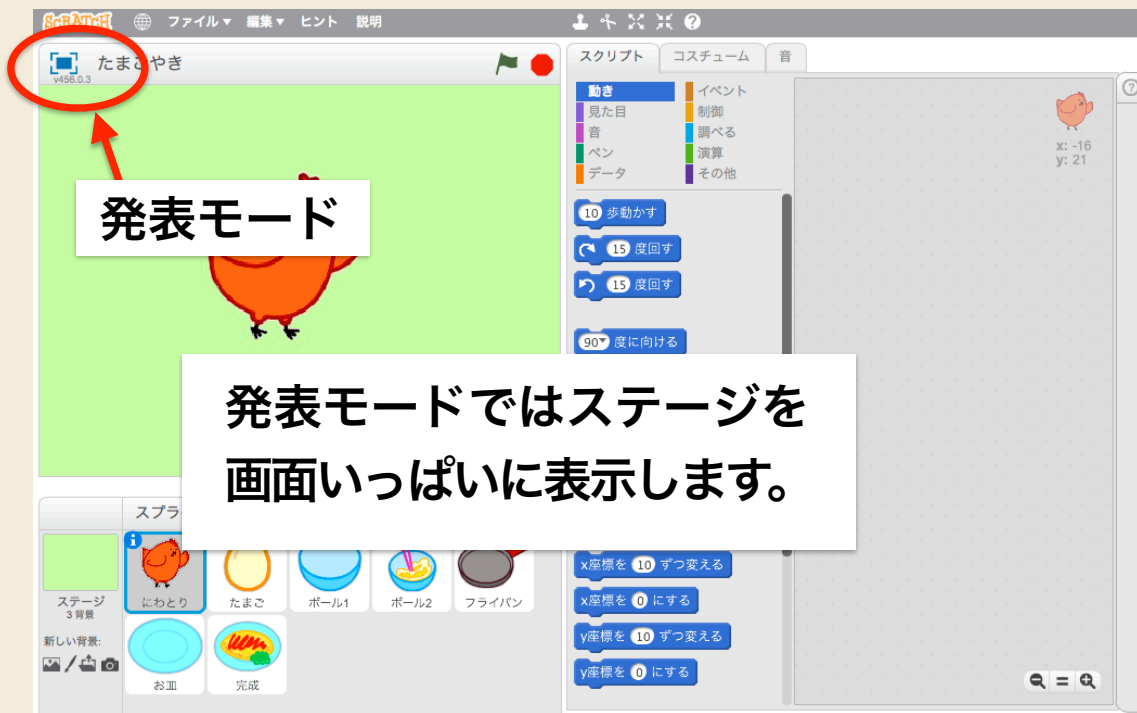 SCRATCH ファイル▼ 編集▼ ヒント 説明
v456.0.3
たまごやき
スクリプト コスチューム 音
動き イベント
見た目 制御
音 調べる
ペン 演算
データ その他
x: -16
y: 21
発表モード
10 歩動かす
15 度回す
15 度回す
90▼ 度に向ける
発表モードではステージを
画面いっぱいに表示します。
スプラ
x座標を 10 ずつ変える
x座標を 0 にする
y座標を 10 ずつ変える
y座標を 0 にする
ステージ
3 背景
新しい背景:
にわとり たまご ボール1 ボール2 フライパン
お皿 完成